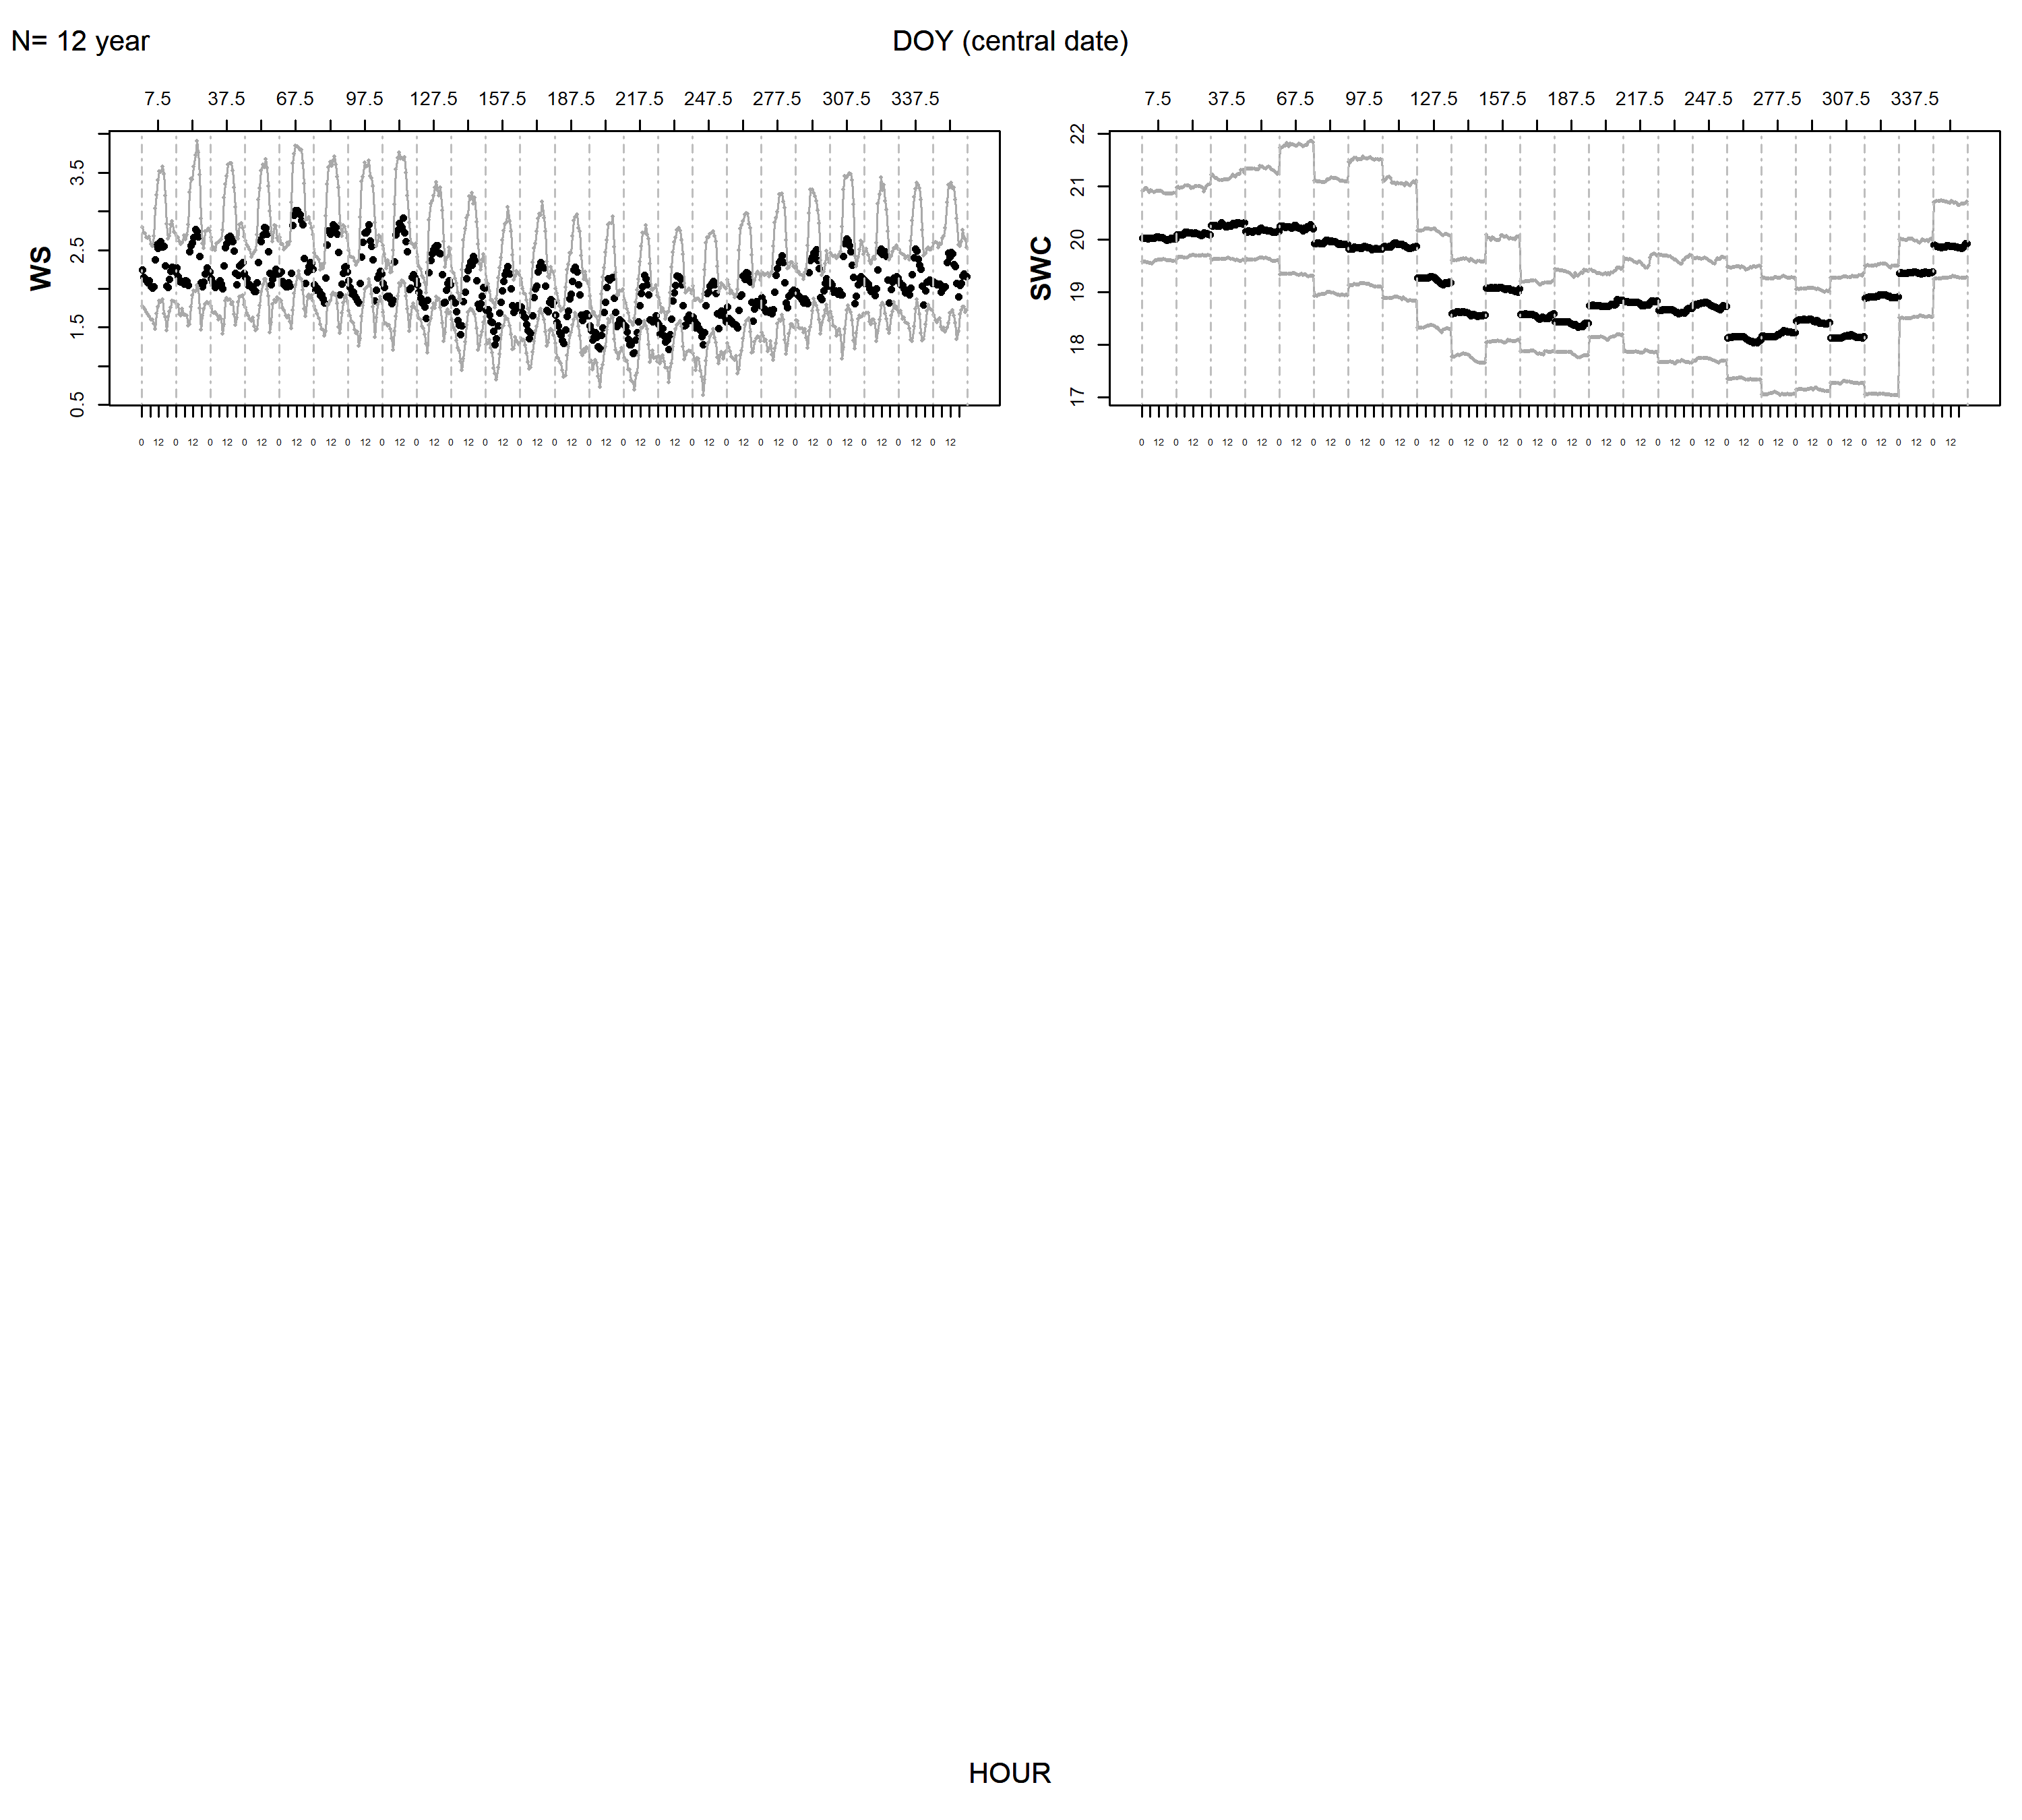 N= 12 year
DOY (central date)
7.5 37.5 67.5 97.5 127.5 157.5 187.5 217.5 247.5 277.5 307.5 337.5
WS
3.5
2.5
1.5
0.5
0 12 0 12 0 12 0 12 0 12 0 12 0 12 0 12 0 12 0 12 0 12 0 12 0 12 0 12 0 12 0 12 0 12 0 12 0 12 0 12 0 12 0 12 0 12 0 12
7.5 37.5 67.5 97.5 127.5 157.5 187.5 217.5 247.5 277.5 307.5 337.5
SWC
22
21
20
19
18
17
0 12 0 12 0 12 0 12 0 12 0 12 0 12 0 12 0 12 0 12 0 12 0 12 0 12 0 12 0 12 0 12 0 12 0 12 0 12 0 12 0 12 0 12 0 12 0 12
HOUR